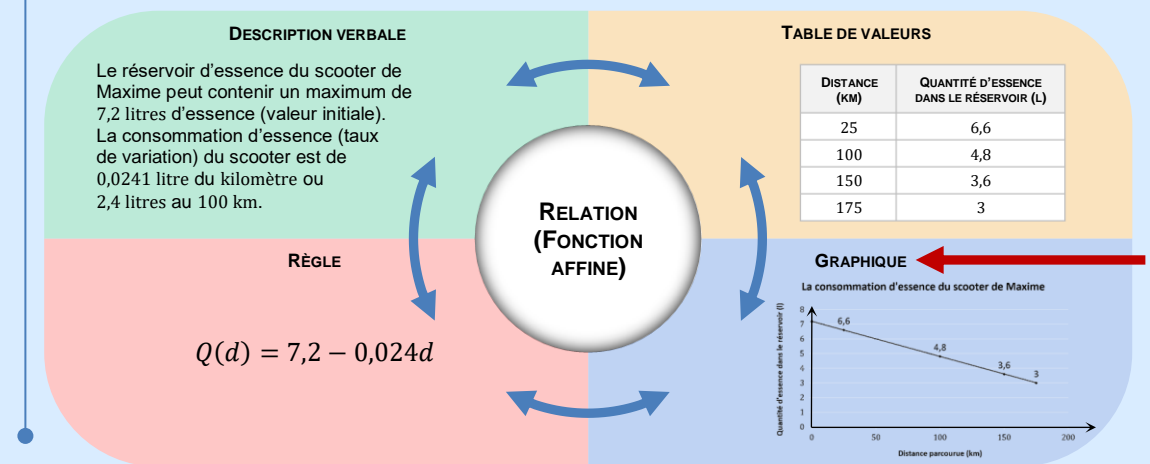 DESCRIPTION VERBALE
Le réservoir d'essence du scooter de
Maxime peut contenir un maximum de
7,2 litres d'essence (valeur initiale).
La consommation d'essence (taux
de variation) du scooter est de
0,0241 litre du kilomètre ou
2,4 litres au 100 km.
TABLE DE VALEURS
DISTANCE (KM) QUANTITÉ D'ESSENCE DANS LE RÉSERVOIR (L)
25 6,6
100 4,8
150 3,6
175 3
RELATION
(FONCTION
AFFINE)
RÈGLE
Q(d) = 7,2 − 0,024d
GRAPHIQUE
La consommation d'essence du scooter de Maxime
Quantité d'essence dans le réservoir (l)
8
7
6
5
4
3
2
1
0
6,6
4,8
3,6
3
0 50 100 150 200
Distance parcourue (km)